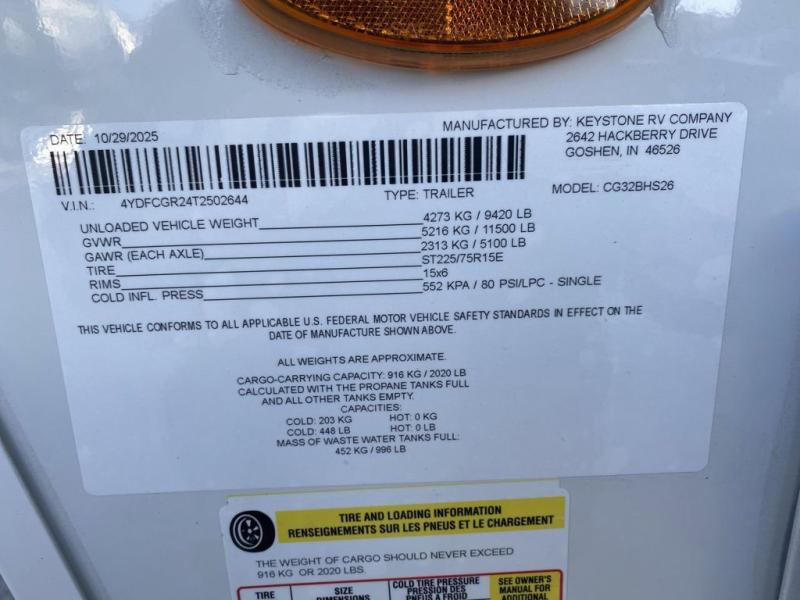 DATE: 10/29/2025
MANUFACTURED BY: KEYSTONE RV COMPANY
2642 HACKBERRY DRIVE
GOSHEN, IN 46526
V.I.N.: 4YDFCGR24T2502644 TYPE: TRAILER MODEL: CG32BHS26
UNLOADED VEHICLE WEIGHT 4273 KG / 9420 LB
GVWR 5216 KG / 11500 LB
GAWR (EACH AXLE) 2313 KG / 5100 LB
TIRE ST225/75R15E
RIMS 15x6
COLD INFL. PRESS 552 KPA / 80 PSI/LPC - SINGLE
THIS VEHICLE CONFORMS TO ALL APPLICABLE U.S. FEDERAL MOTOR VEHICLE SAFETY STANDARDS IN EFFECT ON THE
DATE OF MANUFACTURE SHOWN ABOVE.
ALL WEIGHTS ARE APPROXIMATE.
CARGO-CARRYING CAPACITY: 916 KG / 2020 LB
CALCULATED WITH THE PROPANE TANKS FULL
AND ALL OTHER TANKS EMPTY.
CAPACITIES:
COLD: 203 KG HOT: 0 KG
COLD: 448 LB HOT: 0 LB
MASS OF WASTE WATER TANKS FULL:
452 KG / 996 LB
TIRE AND LOADING INFORMATION
RENSEIGNEMENTS SUR LES PNEUS ET LE CHARGEMENT
THE WEIGHT OF CARGO SHOULD NEVER EXCEED
916 KG OR 2020 LBS.
TIRE SIZE COLD TIRE PRESSURE SEE OWNER'S
DIMENSIONS PRESSION DES MANUAL FOR
PNEUS A FROID ADDITIONAL